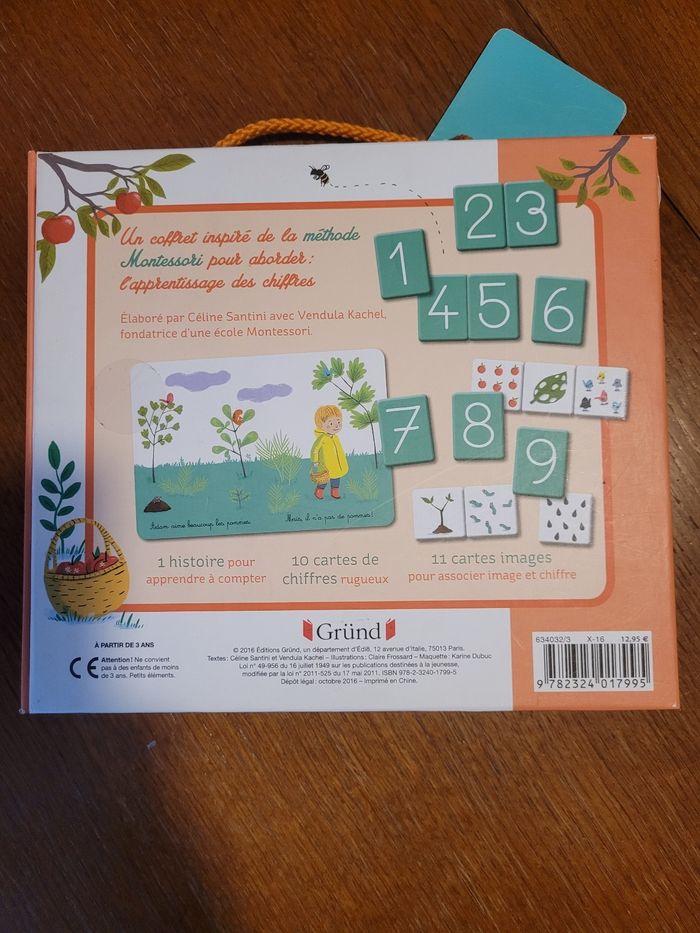 Un coffret inspiré de la méthode
Montessori pour aborder :
l'apprentissage des chiffres
Élaboré par Céline Santini avec Vendula Kachel,
fondatrice d'une école Montessori.
1
2
3
4
5
6
7
8
9
Adam aime beaucoup les pommes.
Mais, il n'a pas de pommes !
1 histoire pour
apprendre à compter
10 cartes de
chiffres rugueux
11 cartes images
pour associer image et chiffre
Gründ
À PARTIR DE 3 ANS
CE Attention ! Ne convient
pas à des enfants de moins
de 3 ans. Petits éléments.
© 2016 Éditions Gründ, un département d'Edi8, 12 avenue d'Italie, 75013 Paris.
Textes : Céline Santini et Vendula Kachel – Illustrations : Claire Frossard – Maquette : Karine Dubuc
Loi n° 49-956 du 16 juillet 1949 sur les publications destinées à la jeunesse,
modifiée par la loi n° 2011-525 du 17 mai 2011. ISBN 978-2-3240-1799-5
Dépôt légal : octobre 2016 – Imprimé en Chine.
634032/3 X-16 12,95 €
9 782324 017995